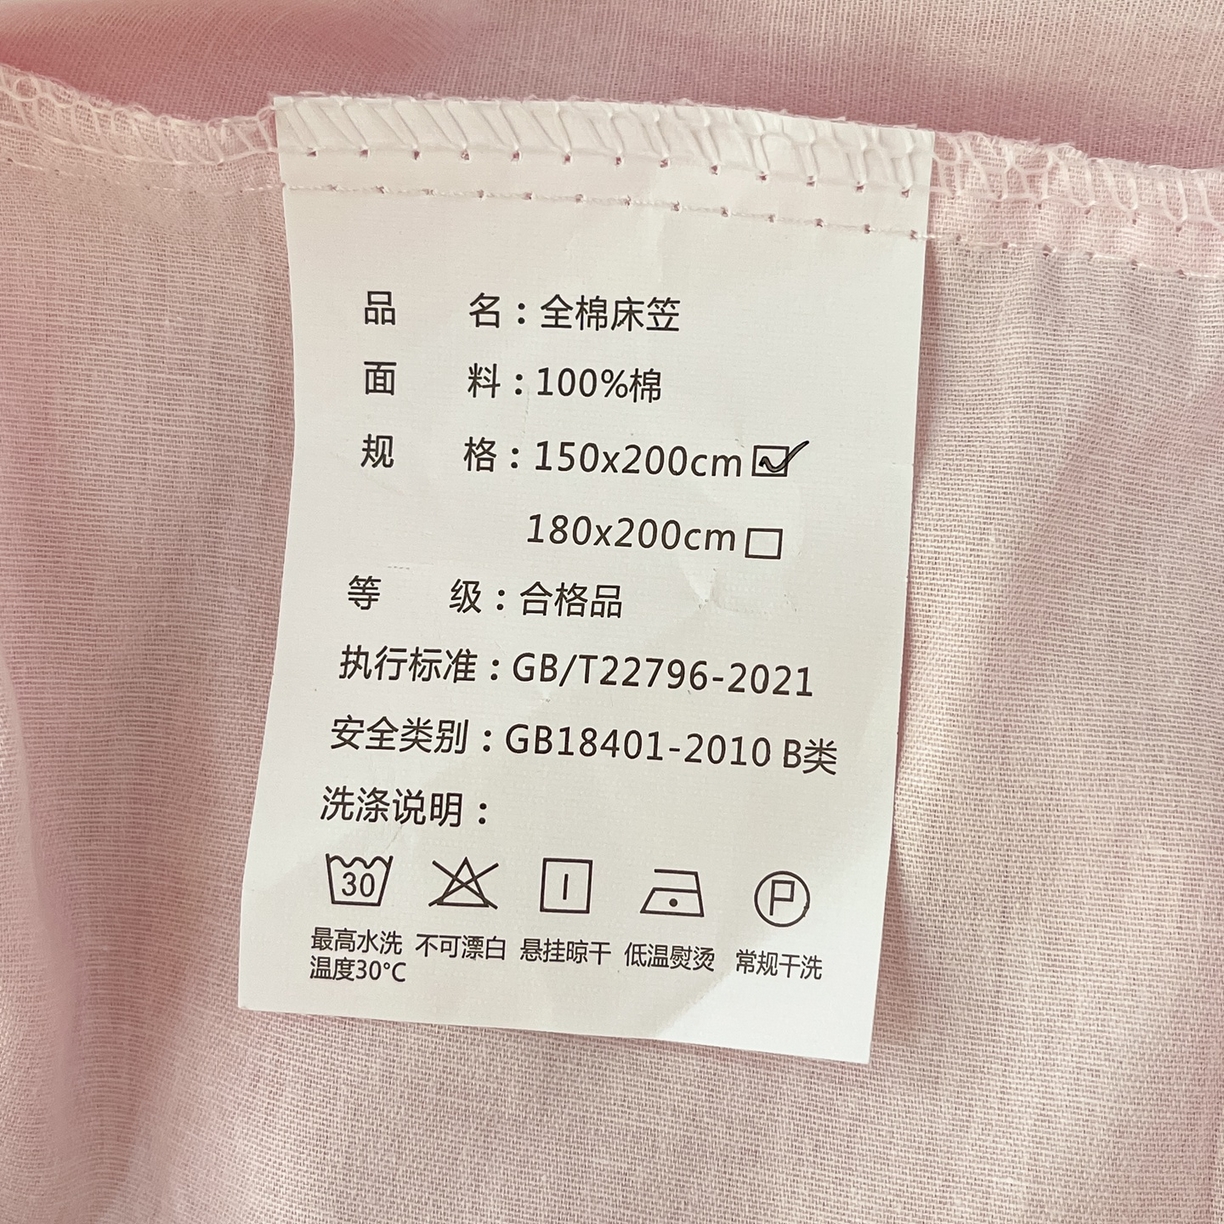 品 名：全棉床笠
面 料：100%棉
规 格：150x200cm
180x200cm
等 级：合格品
执行标准：GB/T22796-2021
安全类别：GB18401-2010 B类
洗涤说明：
30 P
最高水洗 不可漂白 悬挂晾干 低温熨烫 常规干洗
温度30°C